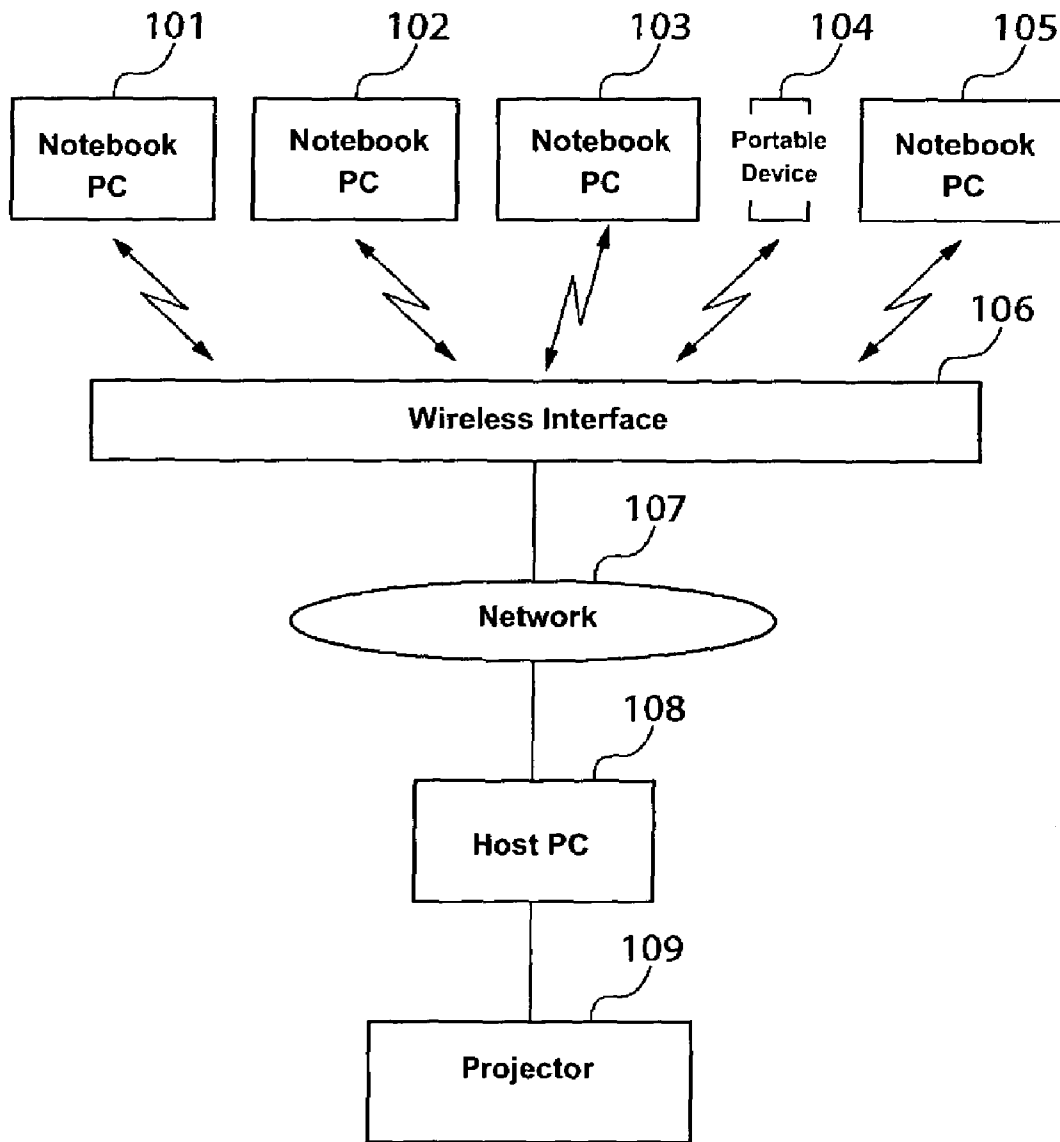 101
102
103
104
105
Notebook
PC
Notebook
PC
Notebook
PC
Portable
Device
Notebook
PC
106
Wireless Interface
107
Network
108
Host PC
109
Projector